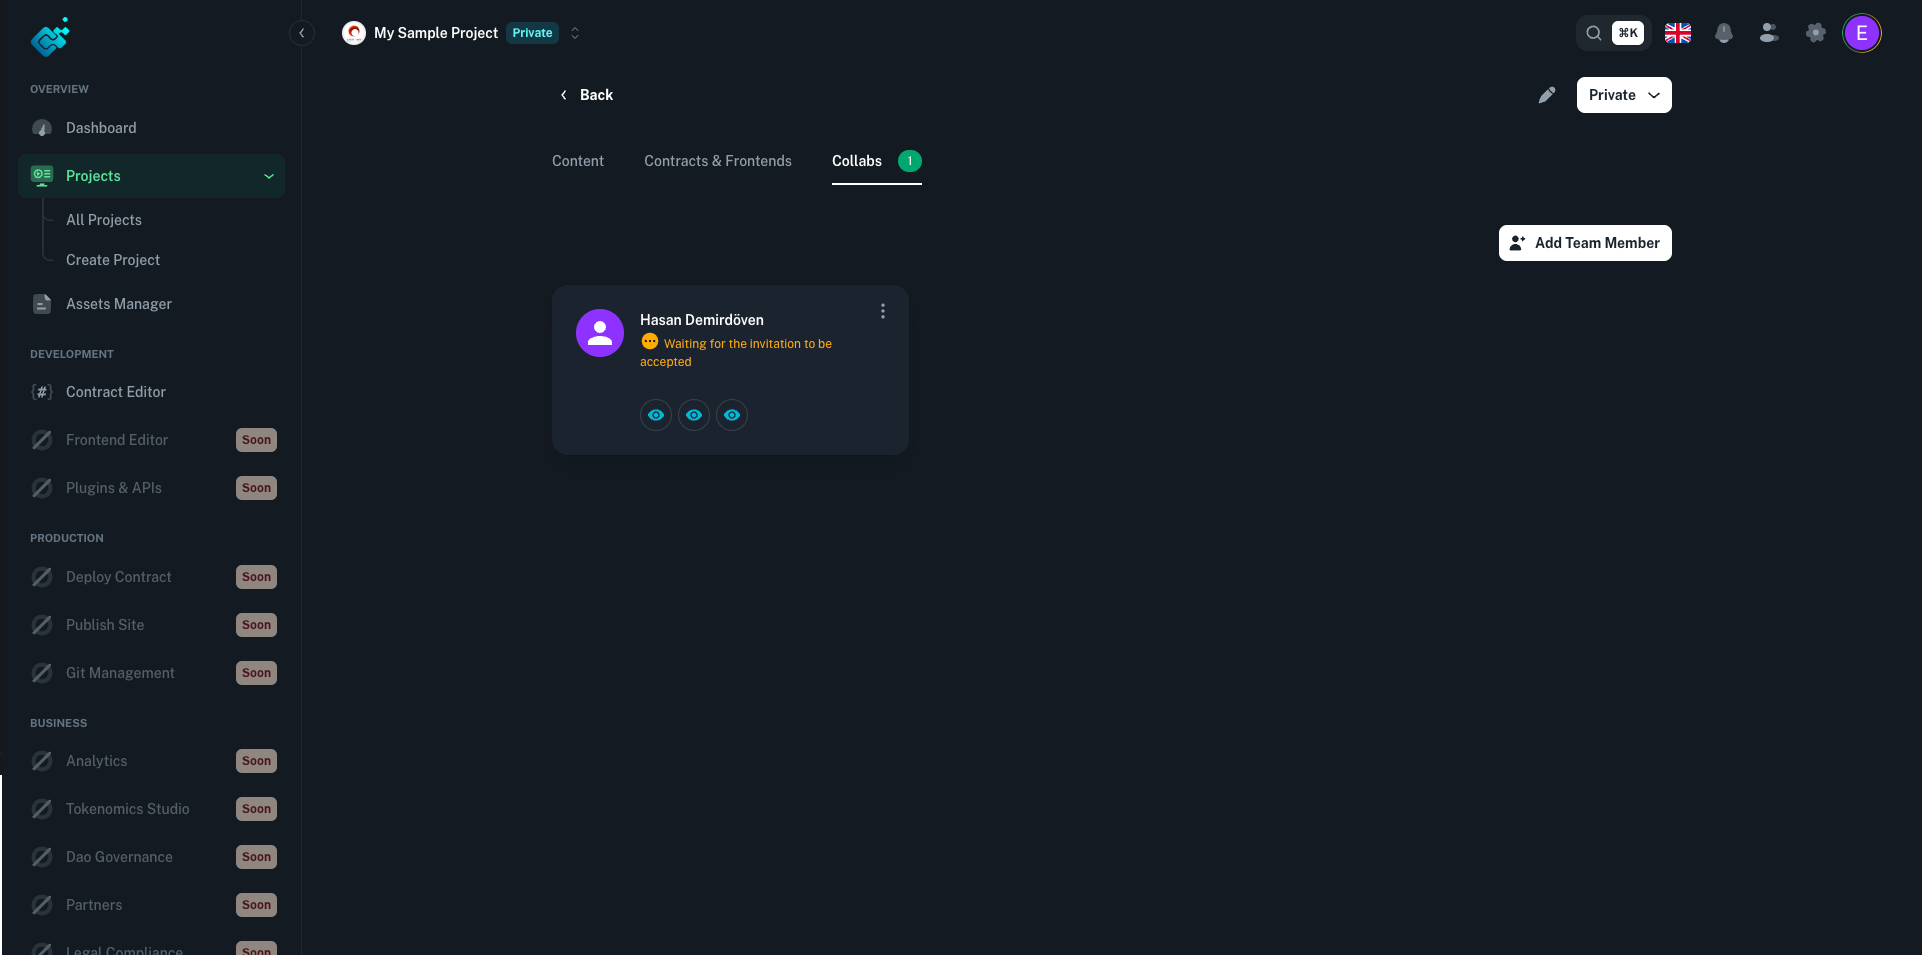 My Sample Project Private
⌘K
E
OVERVIEW
Dashboard
Projects
All Projects
Create Project
Assets Manager
DEVELOPMENT
{#} Contract Editor
Frontend Editor Soon
Plugins & APIs Soon
PRODUCTION
Deploy Contract Soon
Publish Site Soon
Git Management Soon
BUSINESS
Analytics Soon
Tokenomics Studio Soon
Dao Governance Soon
Partners Soon
Legal Compliance Soon
Back
Private
Content Contracts & Frontends Collabs 1
Add Team Member
Hasan Demirdöven
Waiting for the invitation to be
accepted